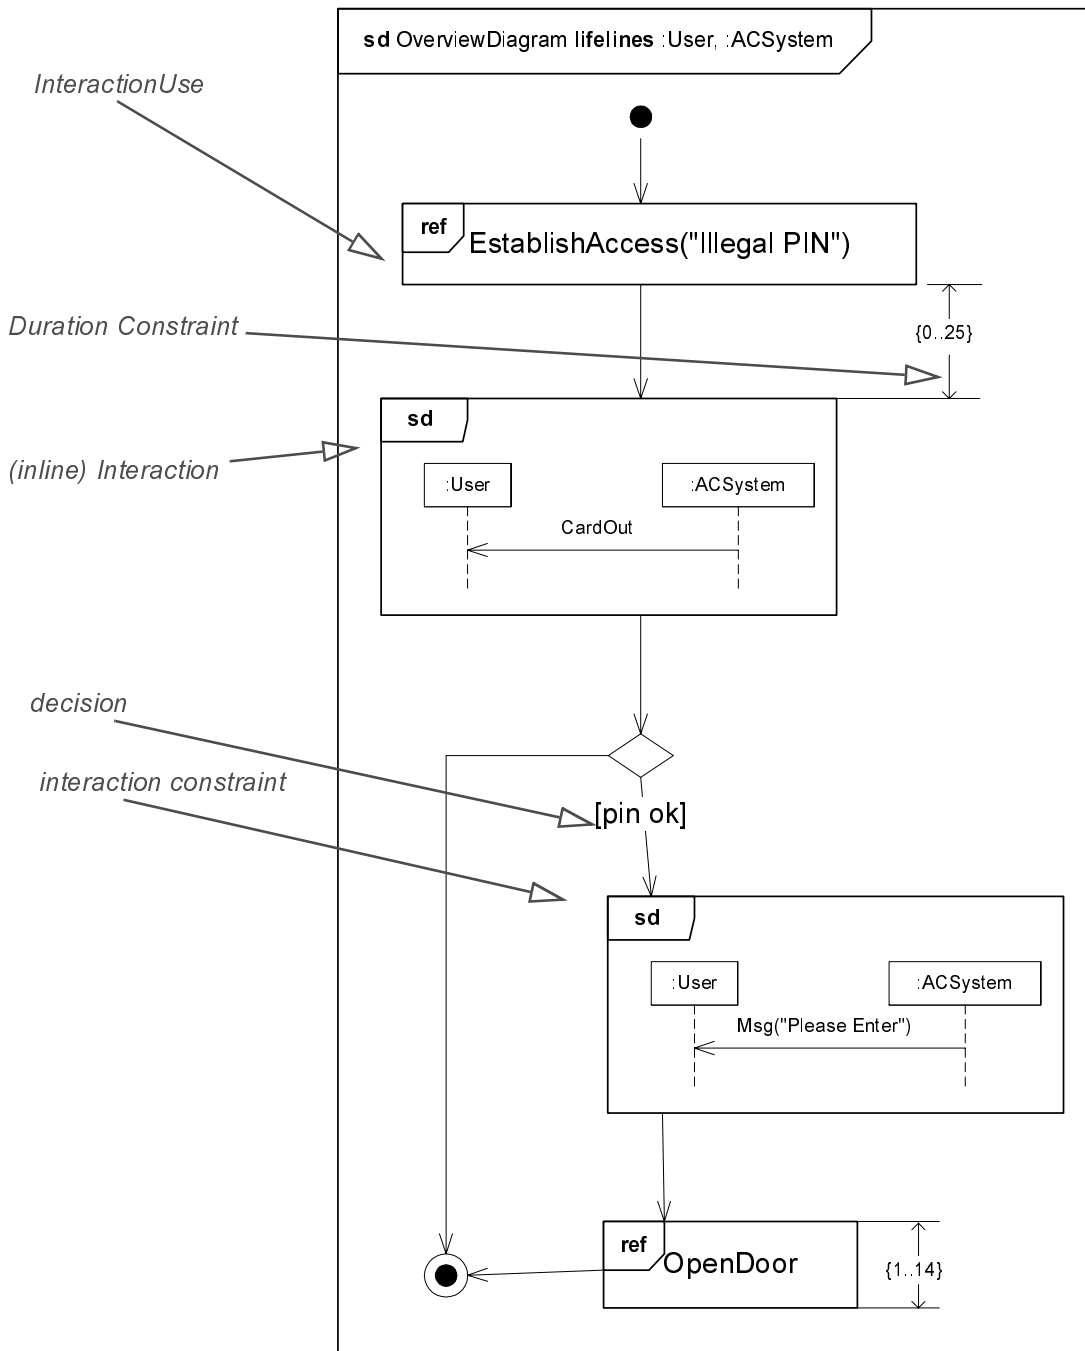 sd OverviewDiagram lifelines :User, :ACSystem
InteractionUse
ref
EstablishAccess("Illegal PIN")
Duration Constraint
{0..25}
sd
(inline) Interaction
:User
:ACSystem
CardOut
decision
interaction constraint
[pin ok]
sd
:User
:ACSystem
Msg("Please Enter")
ref
OpenDoor
{1..14}